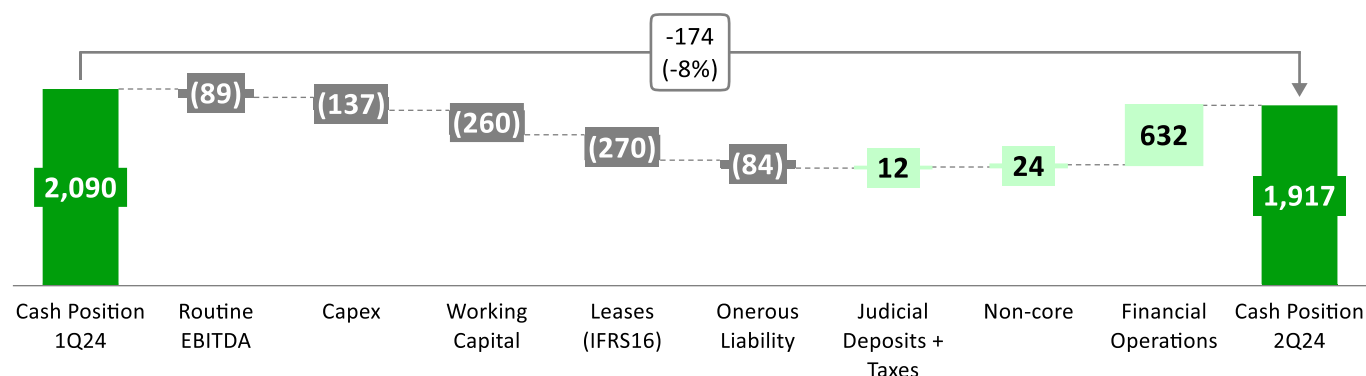 -174
(-8%)
(89)
(137)
(260)
(270)
(84)
12
24
632
2,090
1,917
Cash Position
1Q24
Routine
EBITDA
Capex
Working
Capital
Leases
(IFRS16)
Onerous
Liability
Judicial
Deposits +
Taxes
Non-core
Financial
Operations
Cash Position
2Q24